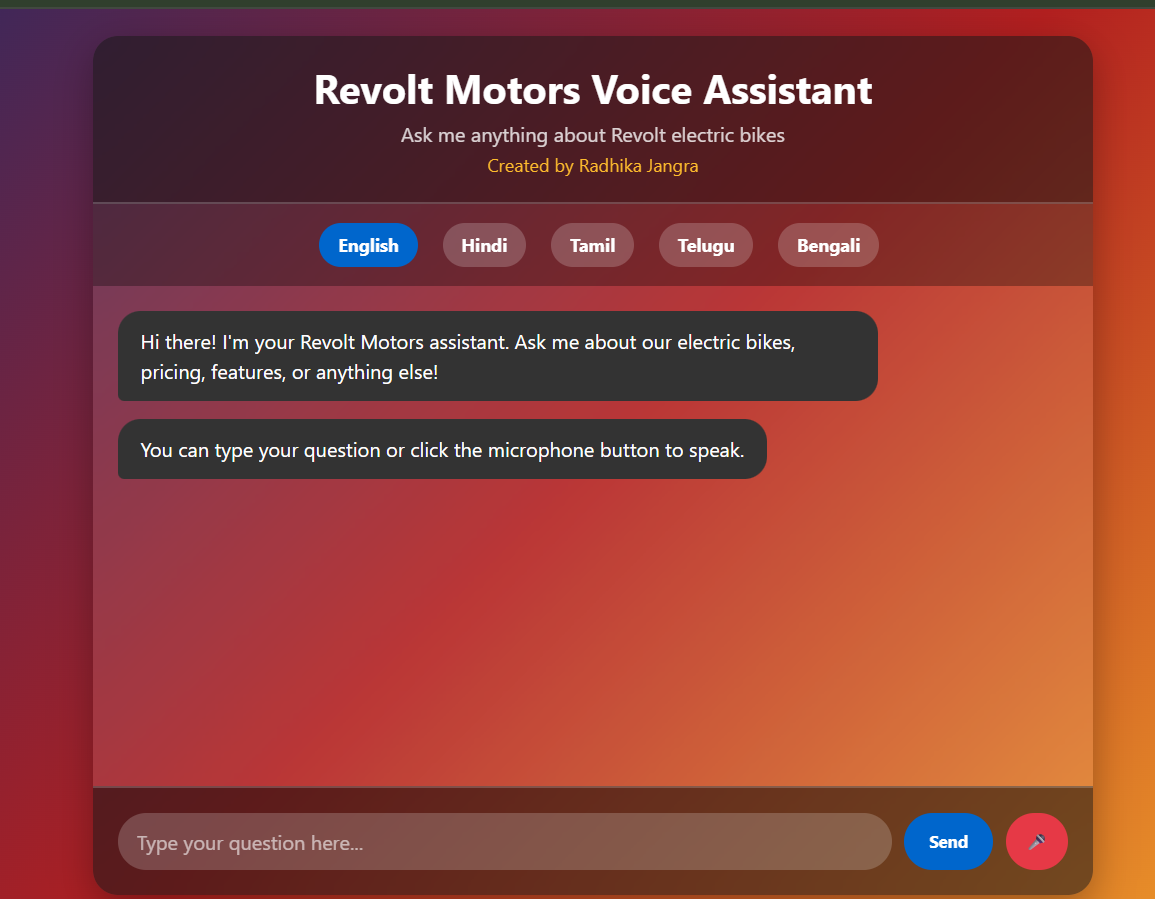 Revolt Motors Voice Assistant
Ask me anything about Revolt electric bikes
Created by Radhika Jangra
English Hindi Tamil Telugu Bengali
Hi there! I'm your Revolt Motors assistant. Ask me about our electric bikes,
pricing, features, or anything else!
You can type your question or click the microphone button to speak.
Type your question here... Send